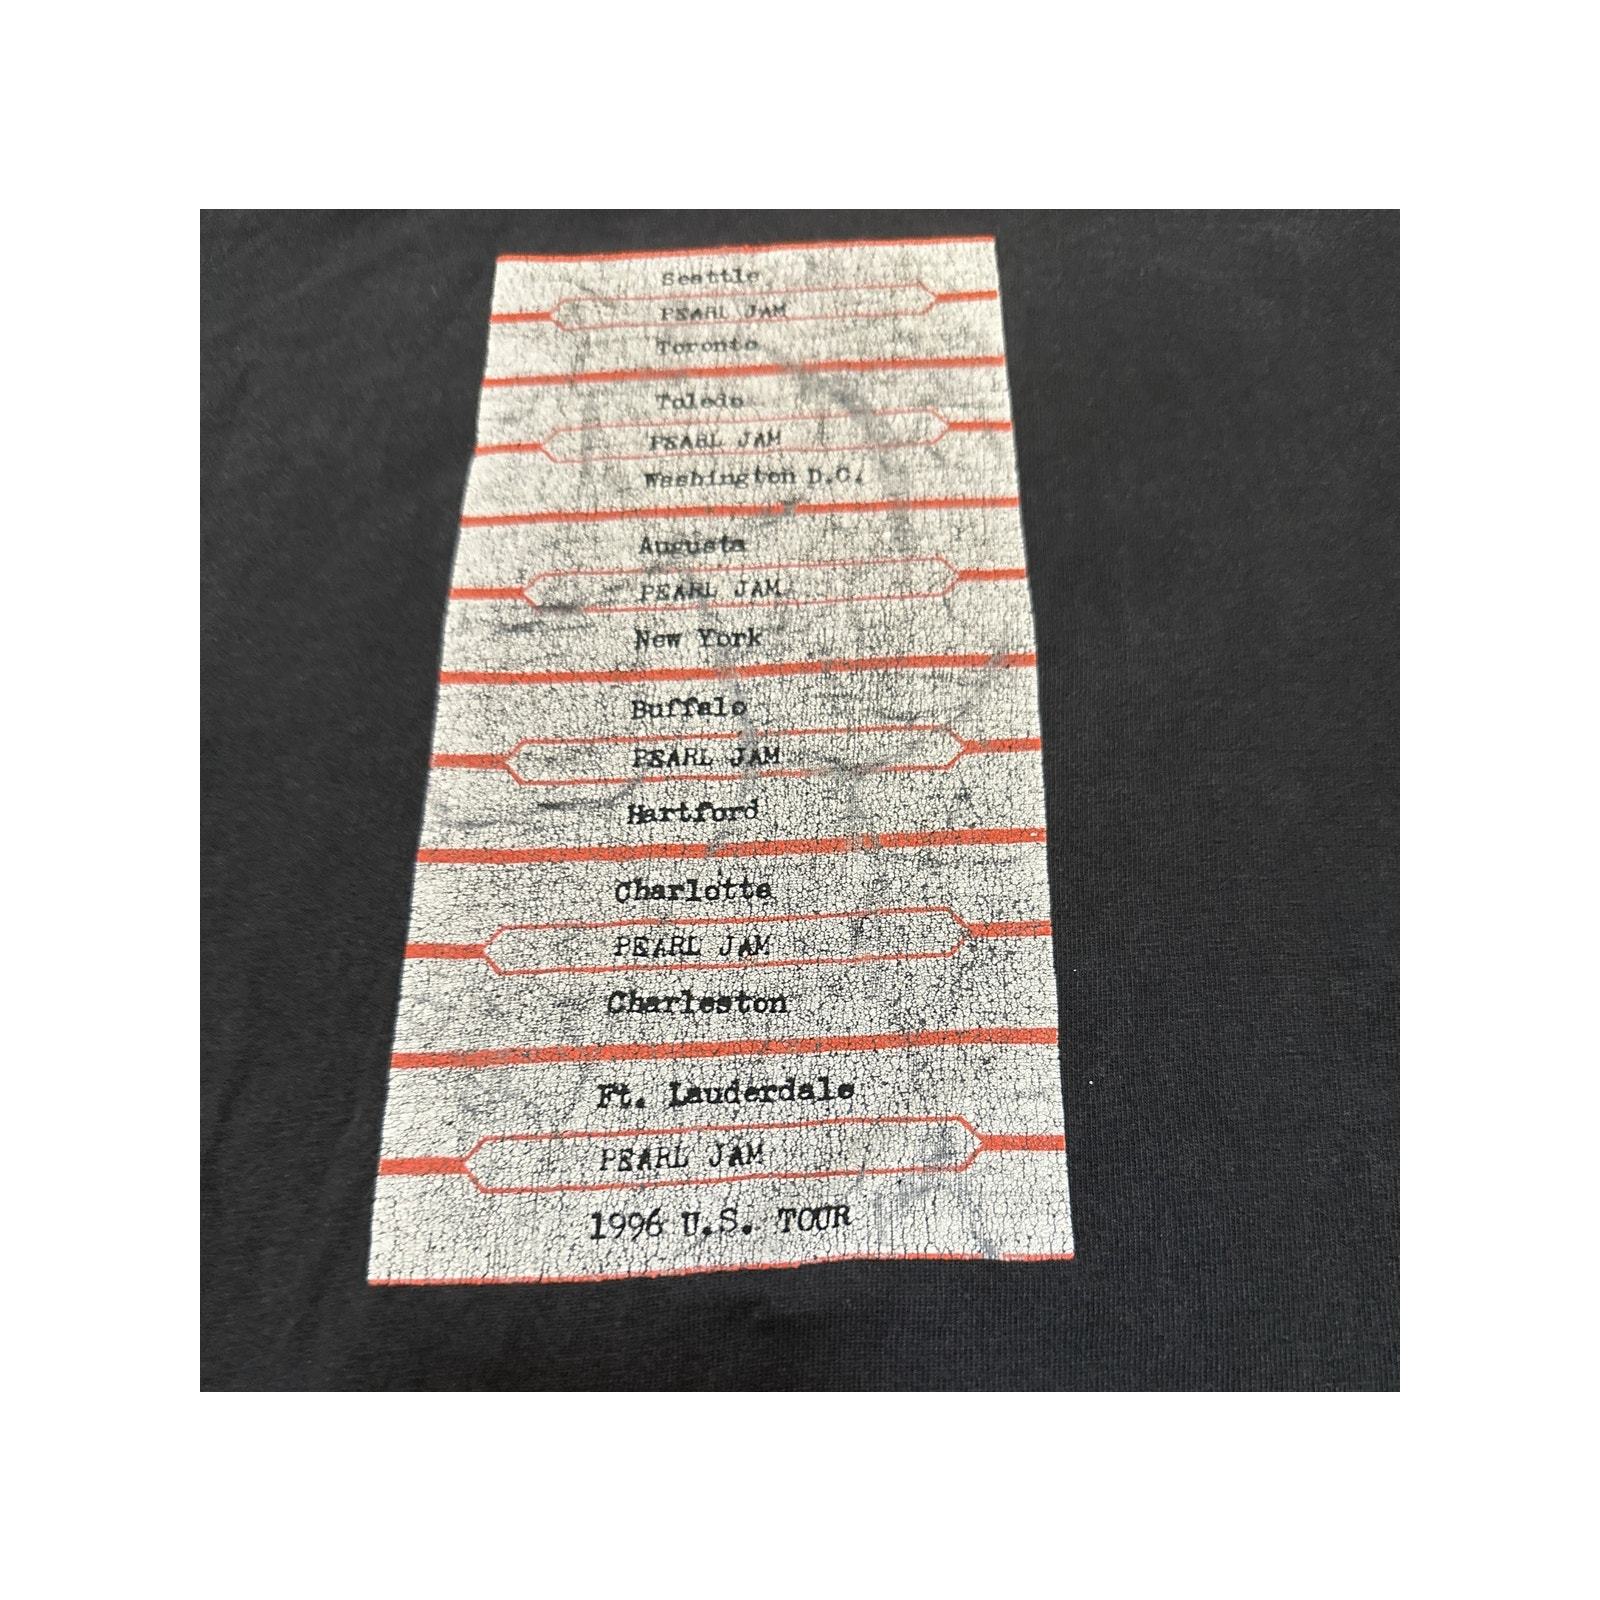 Seattle
PEARL JAM
Toronto
Toledo
PEARL JAM
Washington D.C.
Augusta
PEARL JAM
New York
Buffalo
PEARL JAM
Hartford
Charlotte
PEARL JAM
Charleston
Ft. Lauderdale
PEARL JAM
1996 U.S. TOUR